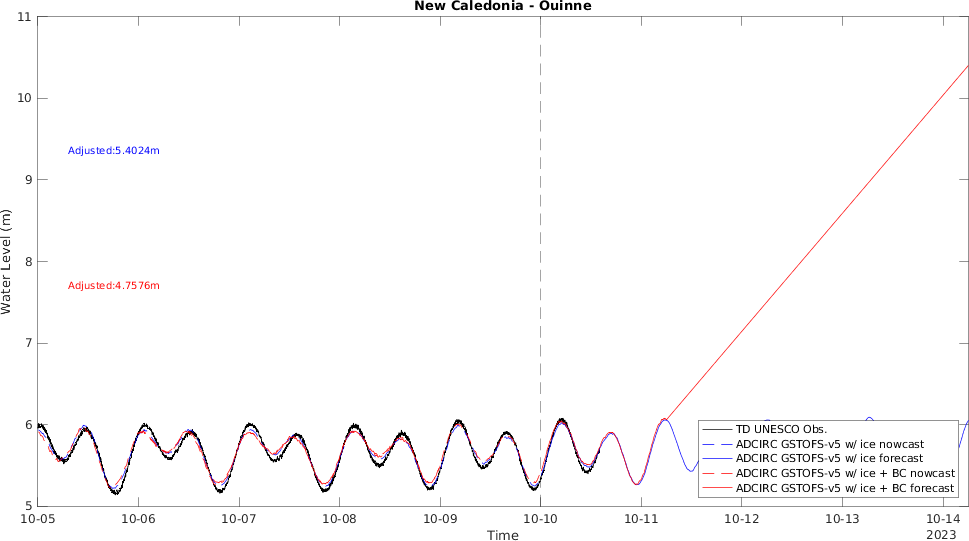 New Caledonia - Ouinne
11
10
9
8
7
6
5
Water Level (m)
Adjusted:5.4024m
Adjusted:4.7576m
TD UNESCO Obs.
ADCIRC GSTOFS-v5 w/ ice nowcast
ADCIRC GSTOFS-v5 w/ ice forecast
ADCIRC GSTOFS-v5 w/ ice + BC nowcast
ADCIRC GSTOFS-v5 w/ ice + BC forecast
10-05 10-06 10-07 10-08 10-09 10-10 10-11 10-12 10-13 10-14
2023
Time